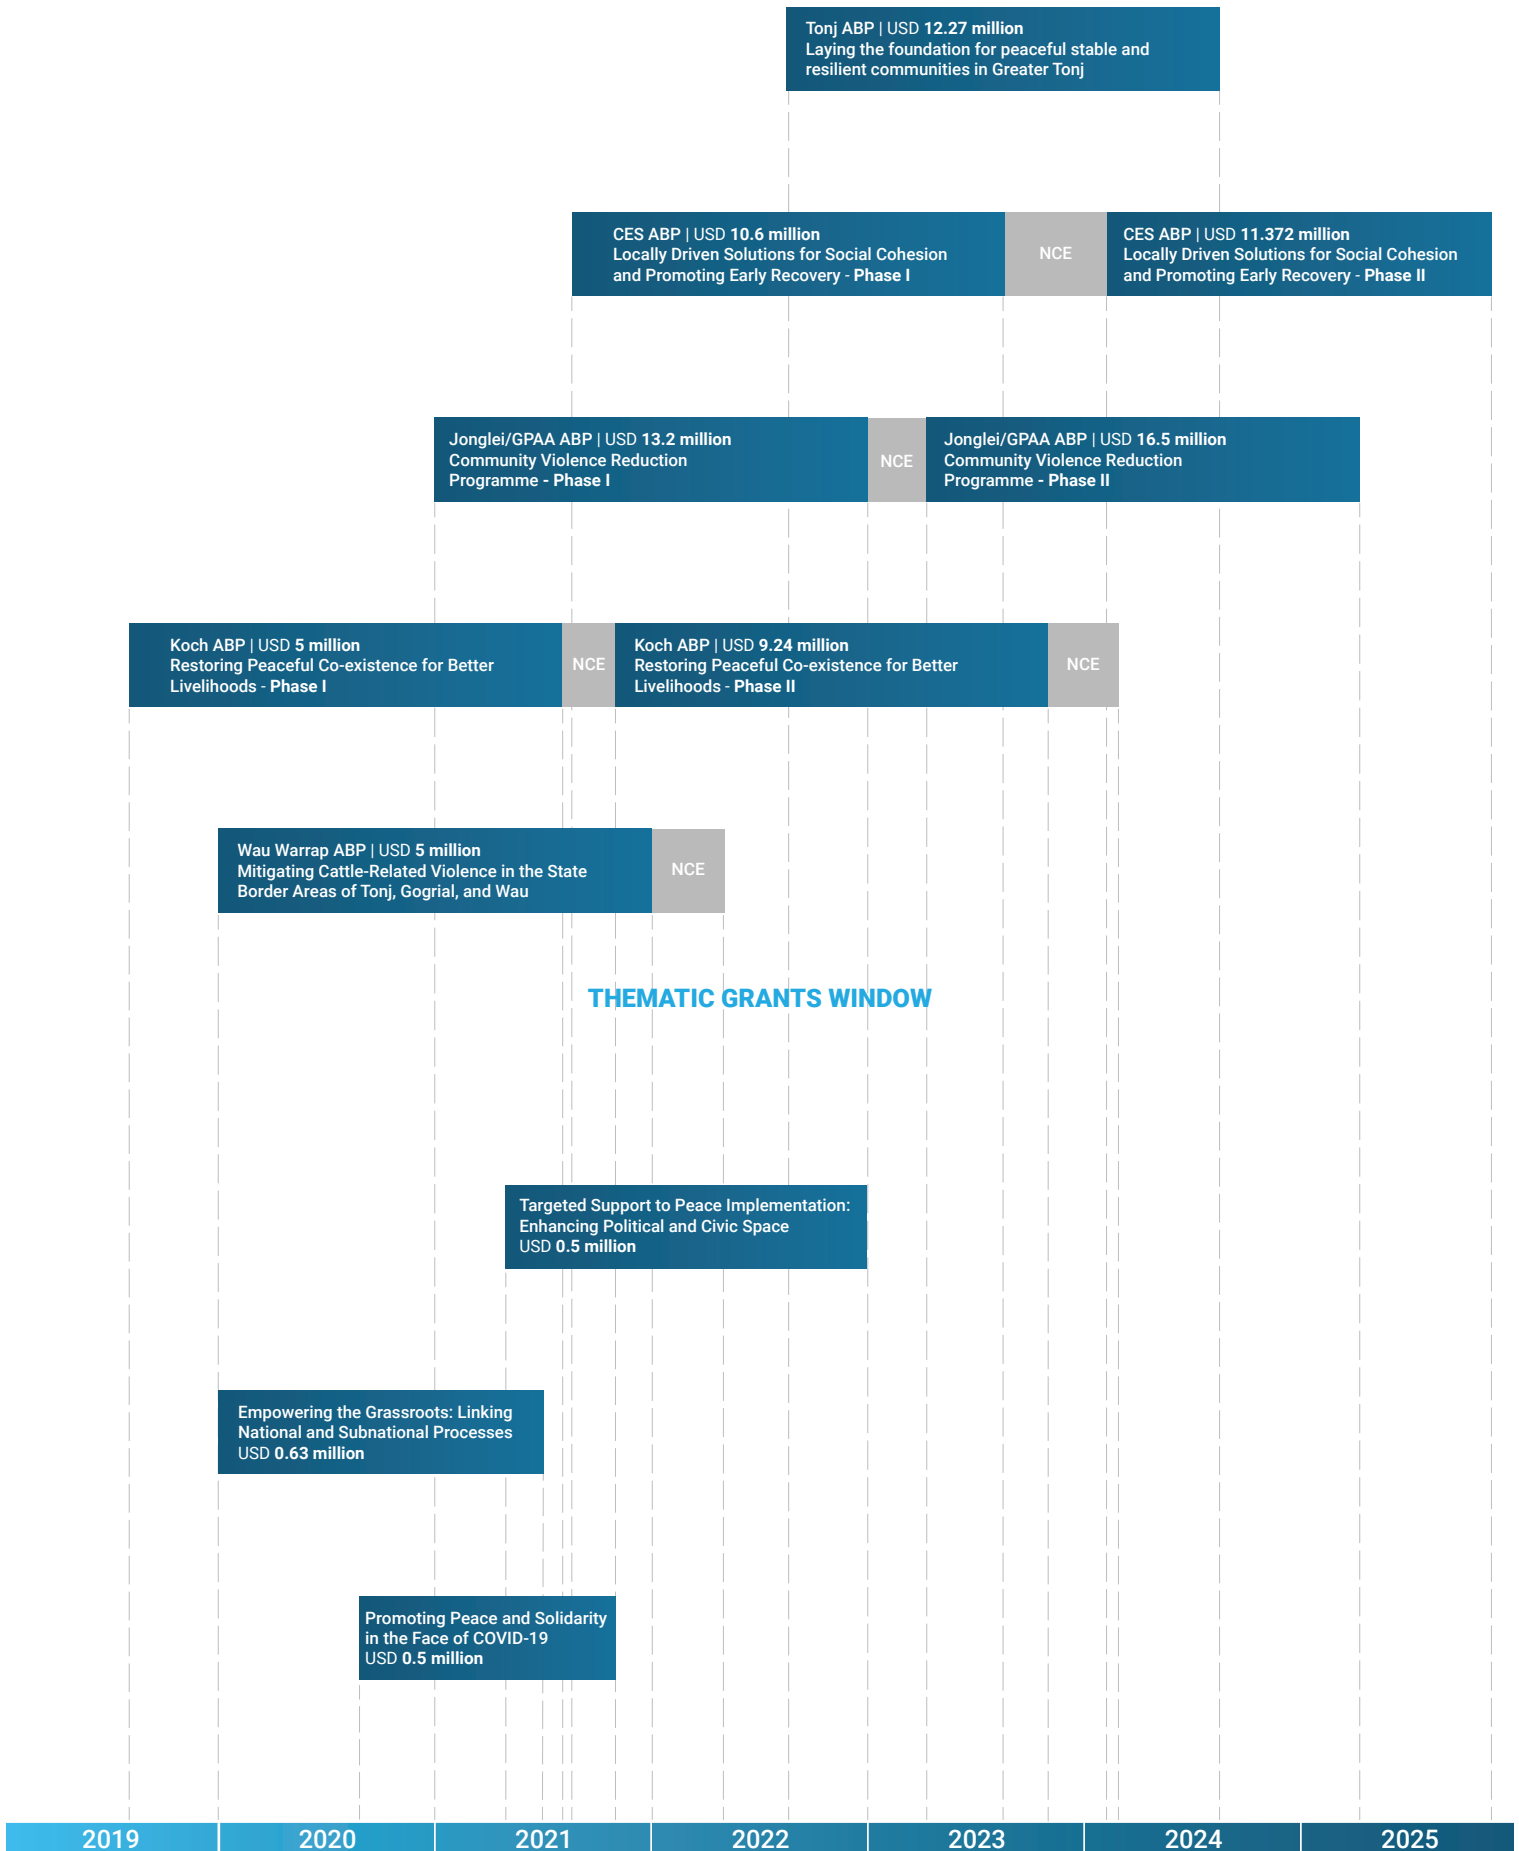 Tonj ABP | USD 12.27 million
Laying the foundation for peaceful stable and
resilient communities in Greater Tonj
CES ABP | USD 10.6 million
Locally Driven Solutions for Social Cohesion
and Promoting Early Recovery - Phase I
NCE
CES ABP | USD 11.372 million
Locally Driven Solutions for Social Cohesion
and Promoting Early Recovery - Phase II
Jonglei/GPAA ABP | USD 13.2 million
Community Violence Reduction
Programme - Phase I
NCE
Jonglei/GPAA ABP | USD 16.5 million
Community Violence Reduction
Programme - Phase II
Koch ABP | USD 5 million
Restoring Peaceful Co-existence for Better
Livelihoods - Phase I
NCE
Koch ABP | USD 9.24 million
Restoring Peaceful Co-existence for Better
Livelihoods - Phase II
NCE
Wau Warrap ABP | USD 5 million
Mitigating Cattle-Related Violence in the State
Border Areas of Tonj, Gogrial, and Wau
NCE
THEMATIC GRANTS WINDOW
Targeted Support to Peace Implementation:
Enhancing Political and Civic Space
USD 0.5 million
Empowering the Grassroots: Linking
National and Subnational Processes
USD 0.63 million
Promoting Peace and Solidarity
in the Face of COVID-19
USD 0.5 million
2019 2020 2021 2022 2023 2024 2025